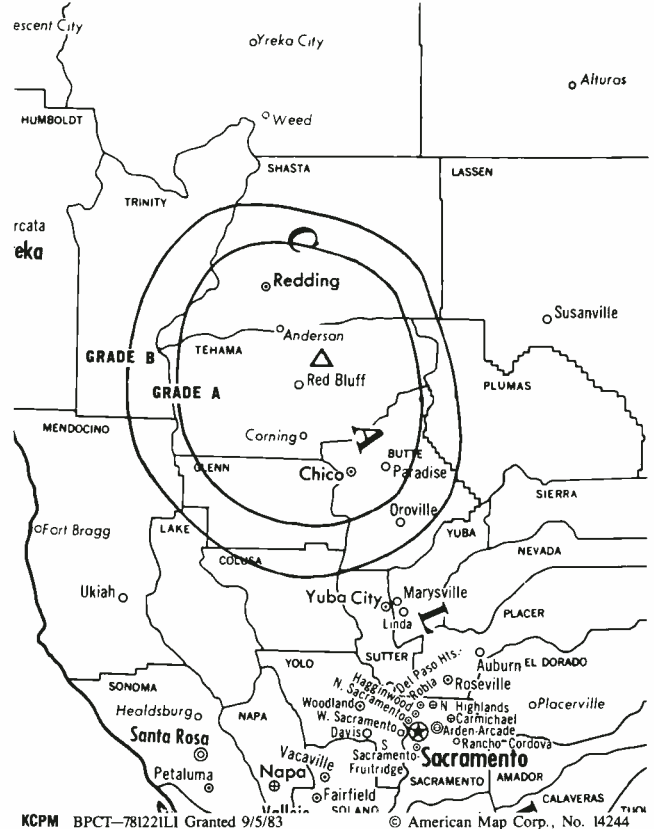 escent City
Yreka City
Alturas
HUMBOLDT
Weed
SHASTA
LASSEN
TRINITY
rcata
eka
C
Redding
Susanville
Anderson
GRADE B
TEHAMA
Red Bluff
PLUMAS
GRADE A
MENDOCINO
Corning
A
BUTTE
GLENN
Chico
Paradise
SIERRA
Oroville
Fort Bragg
LAKE
YUBA
NEVADA
COLUSA
Ukiah
Yuba City
Marysville
Linda
L
PLACER
SUTTER
Del Paso Hts.
Auburn
EL DORADO
YOLO
SONOMA
Hagginwood
Robla
Roseville
N. Sacramento
Healdsburg
NAPA
Woodland
N Highlands
Placerville
W. Sacramento
Carmichael
Santa Rosa
Davis
Arden-Arcade
Rancho-Cordova
Vacaville
S Sacramento-
Fruitridge
Sacramento
Petaluma
Napa
SACRAMENTO
AMADOR
Fairfield
Vallejo
SOLANO
CALAVERAS
TUOL
KCPM BPCT—781221L1 Granted 9/5/83
© American Map Corp., No. 14244